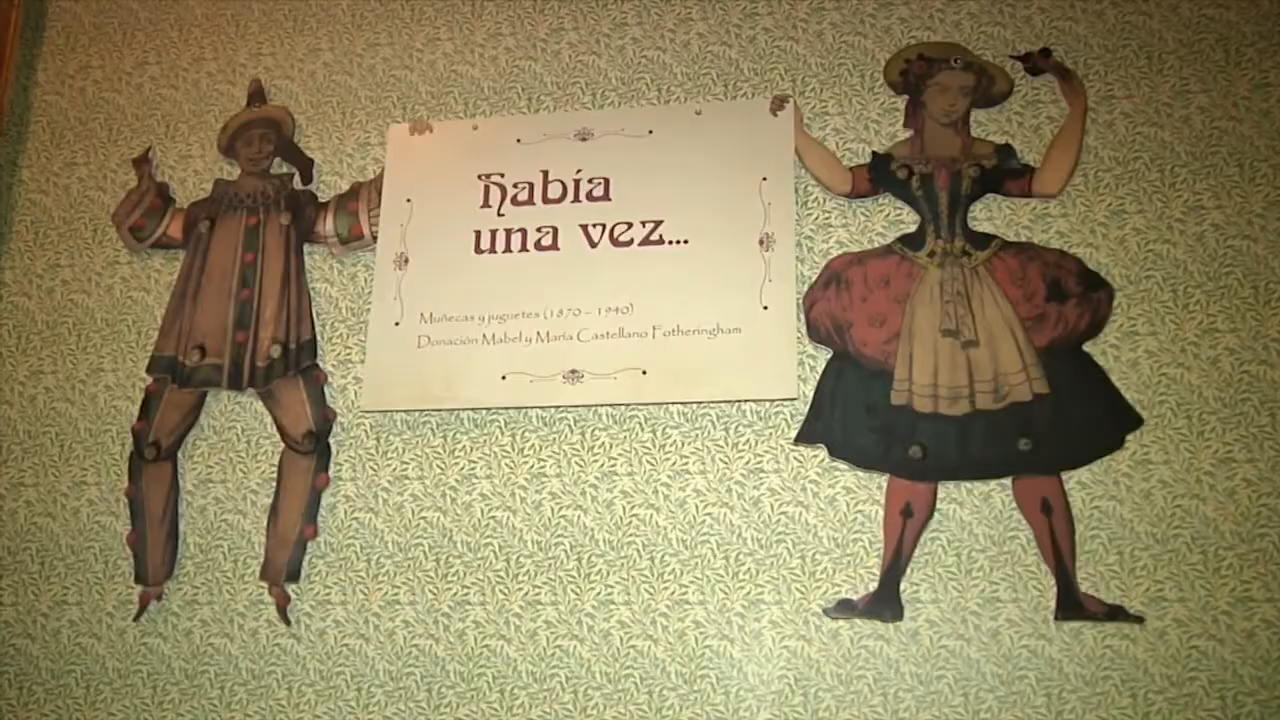 Había
una vez...
Muñecas y juguetes (1870 – 1940)
Donación Mabel y María Castellano Fotheringham